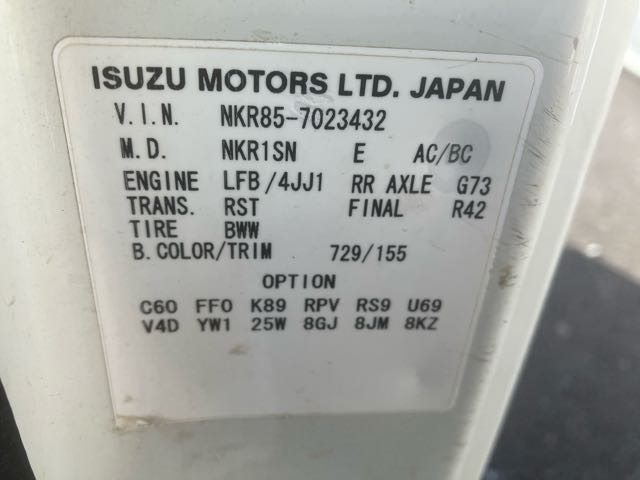 ISUZU MOTORS LTD. JAPAN
V.I.N. NKR85-7023432
M.D. NKR1SN E AC/BC
ENGINE LFB/4JJ1 RR AXLE G73
TRANS. RST FINAL R42
TIRE BWW
B.COLOR/TRIM 729/155
OPTION
C60 FF0 K89 RPV RS9 U69
V4D YW1 25W 8GJ 8JM 8KZ